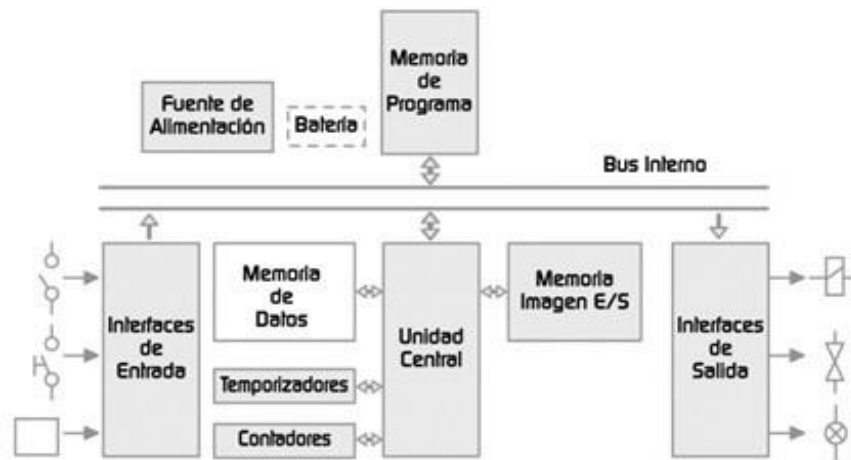 Memoria
de
Programa
Fuente de
Alimentación
Batería
Bus Interno
Interfaces
de
Entrada
Memoria
de
Datos
Temporizadores
Contadores
Unidad
Central
Memoria
Imagen E/S
Interfaces
de
Salida